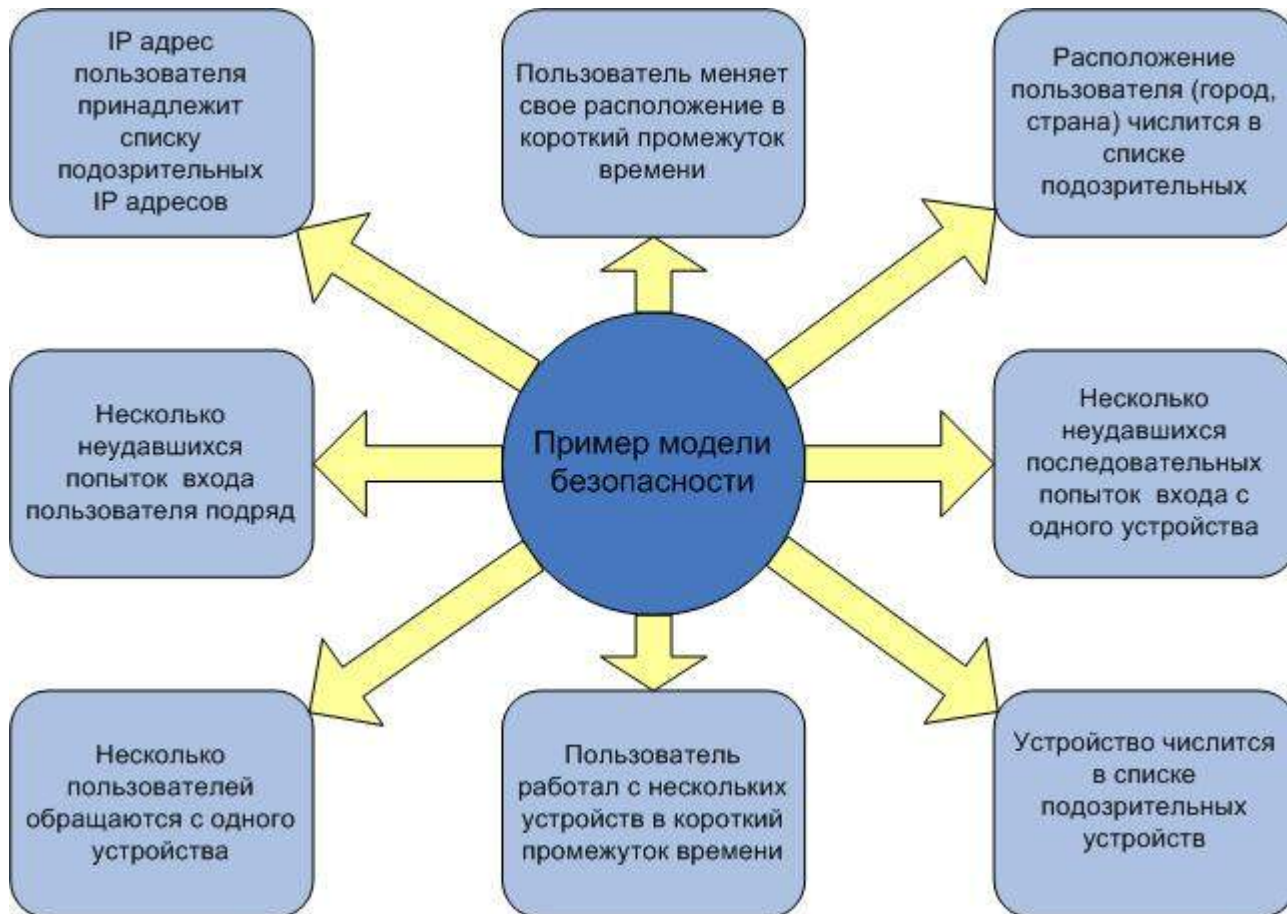 IP адрес
пользователя
принадлежит
списку
подозрительных
IP адресов
Пользователь меняет
свое расположение в
короткий промежуток
времени
Расположение
пользователя (город,
страна) числится в
списке
подозрительных
Несколько
неудавшихся
попыток входа
пользователя подряд
Пример модели
безопасности
Несколько
неудавшихся
последовательных
попыток входа с
одного устройства
Несколько
пользователей
обращаются с одного
устройства
Пользователь
работал с нескольких
устройств в короткий
промежуток времени
Устройство числится
в списке
подозрительных
устройств